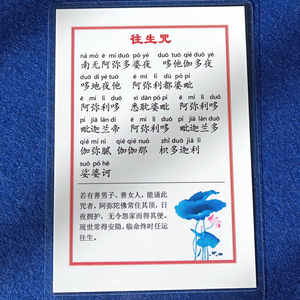 往生咒
ná mó ē mí duō pó yè duō tuō qié duō yè
南无阿弥多婆夜 哆他伽多夜
duō dì yè tuō ē mí lì dū pó pí
哆地夜他 阿弥利都婆毗
ē mí lì duō xī dān pó pí
阿弥利哆 悉耽婆毗 阿弥利哆
pí jiā lán dì ē mí lì duō pí jiā lán duō
毗迦兰帝 阿弥利哆 毗迦兰多
qié mí nì qié qié nuó zhǐ duō jiā lì
伽弥腻 伽伽那 枳多迦利
suō pó hē
娑婆诃
若有善男子、善女人，能诵此
咒者，阿弥陀佛常住其顶，日
夜拥护，无令怨家而得其便，
现世常得安隐，临命终时任运
往生。